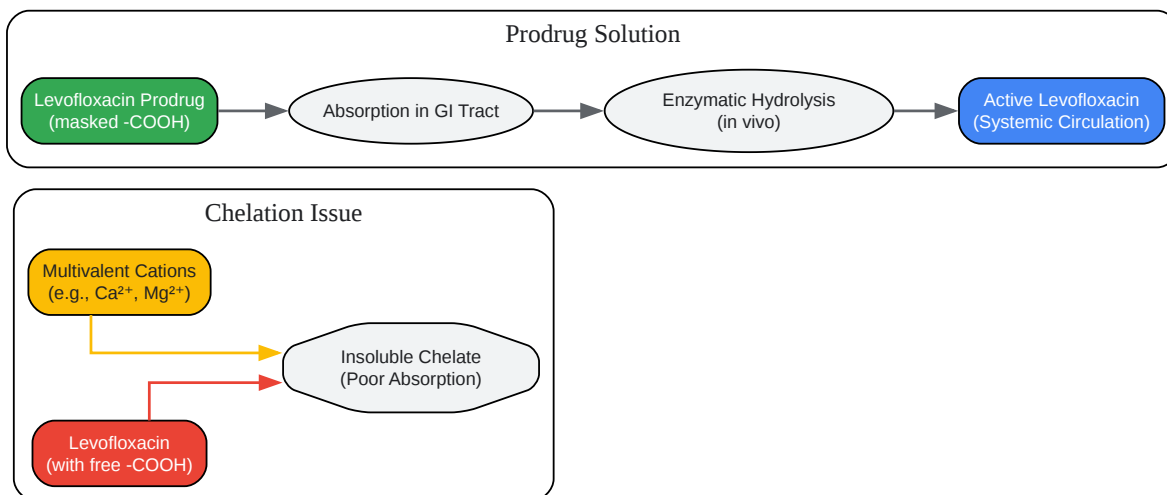 Prodrug Solution
Levofloxacin Prodrug
(masked -COOH)
Absorption in GI Tract
Enzymatic Hydrolysis
(in vivo)
Active Levofloxacin
(Systemic Circulation)
Chelation Issue
Multivalent Cations
(e.g., Ca²⁺, Mg²⁺)
Insoluble Chelate
(Poor Absorption)
Levofloxacin
(with free -COOH)